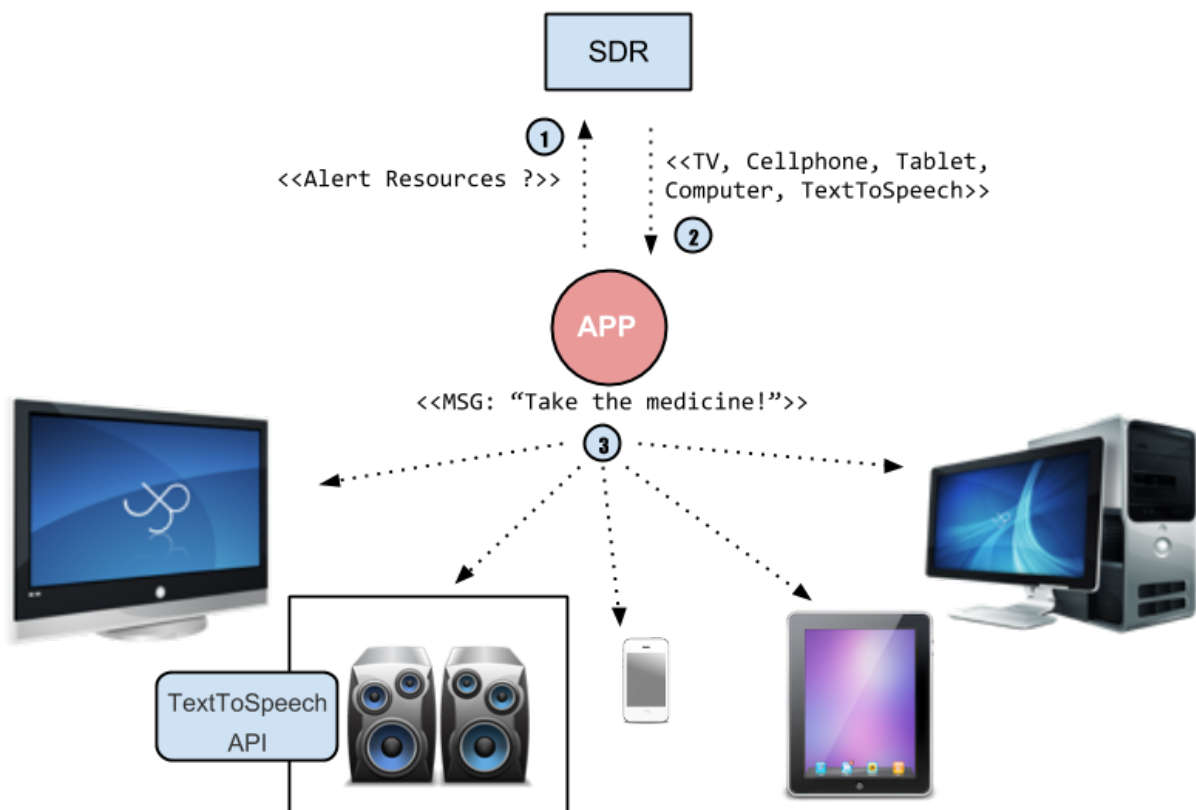 SDR
1
<<Alert Resources ?>>
<<TV, Cellphone, Tablet,
Computer, TextToSpeech>>
2
APP
<<MSG: “Take the medicine!”>>
3
TextToSpeech
API